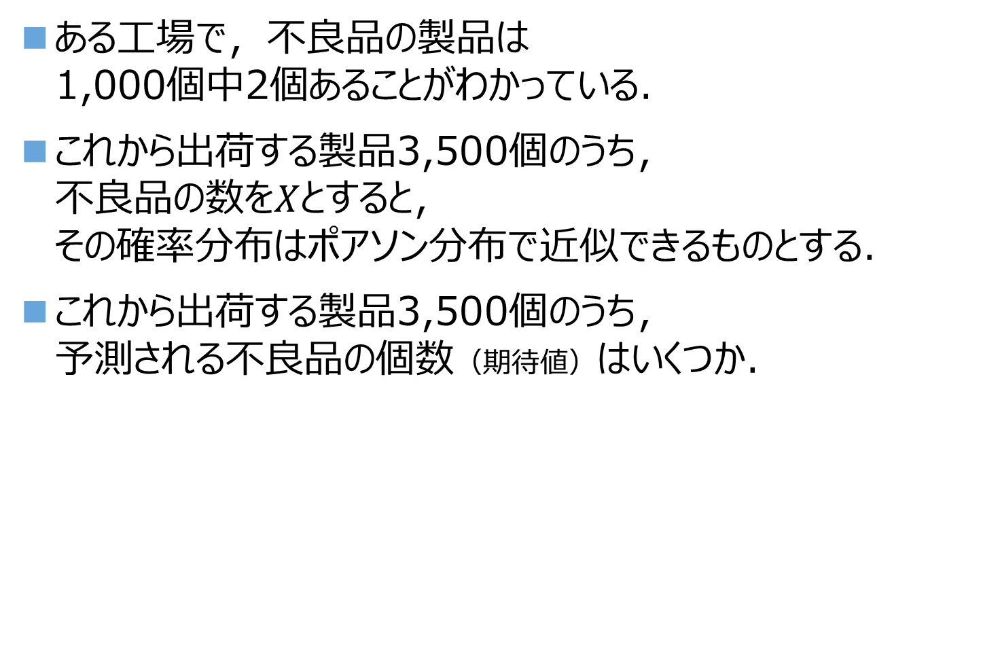 ■ある工場で，不良品の製品は
1,000個中2個あることがわかっている.
■これから出荷する製品3,500個のうち,
不良品の数をXとすると,
その確率分布はポアソン分布で近似できるものとする.
■これから出荷する製品3,500個のうち,
予測される不良品の個数（期待値）はいくつか.